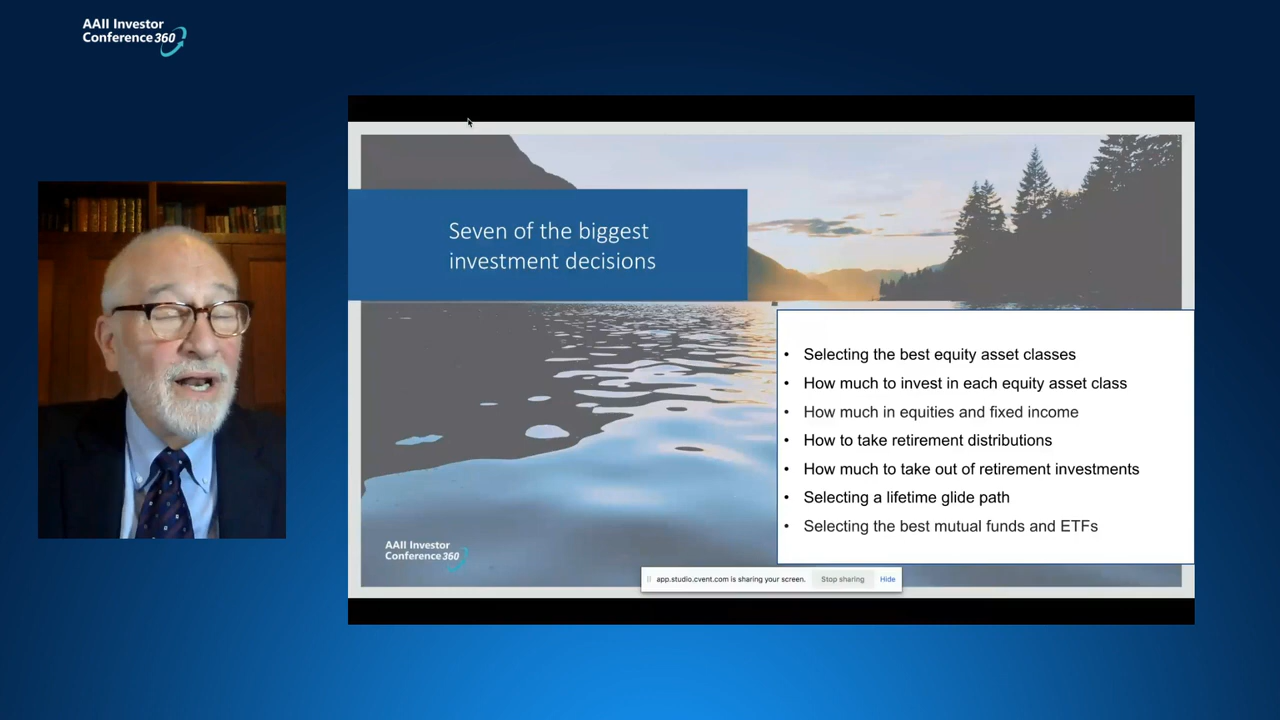 AAII Investor
Conference 360
Seven of the biggest
investment decisions
• Selecting the best equity asset classes
• How much to invest in each equity asset class
• How much in equities and fixed income
• How to take retirement distributions
• How much to take out of retirement investments
• Selecting a lifetime glide path
• Selecting the best mutual funds and ETFs
AAII Investor
Conference 360
app.studio.cvent.com is sharing your screen. Stop sharing Hide